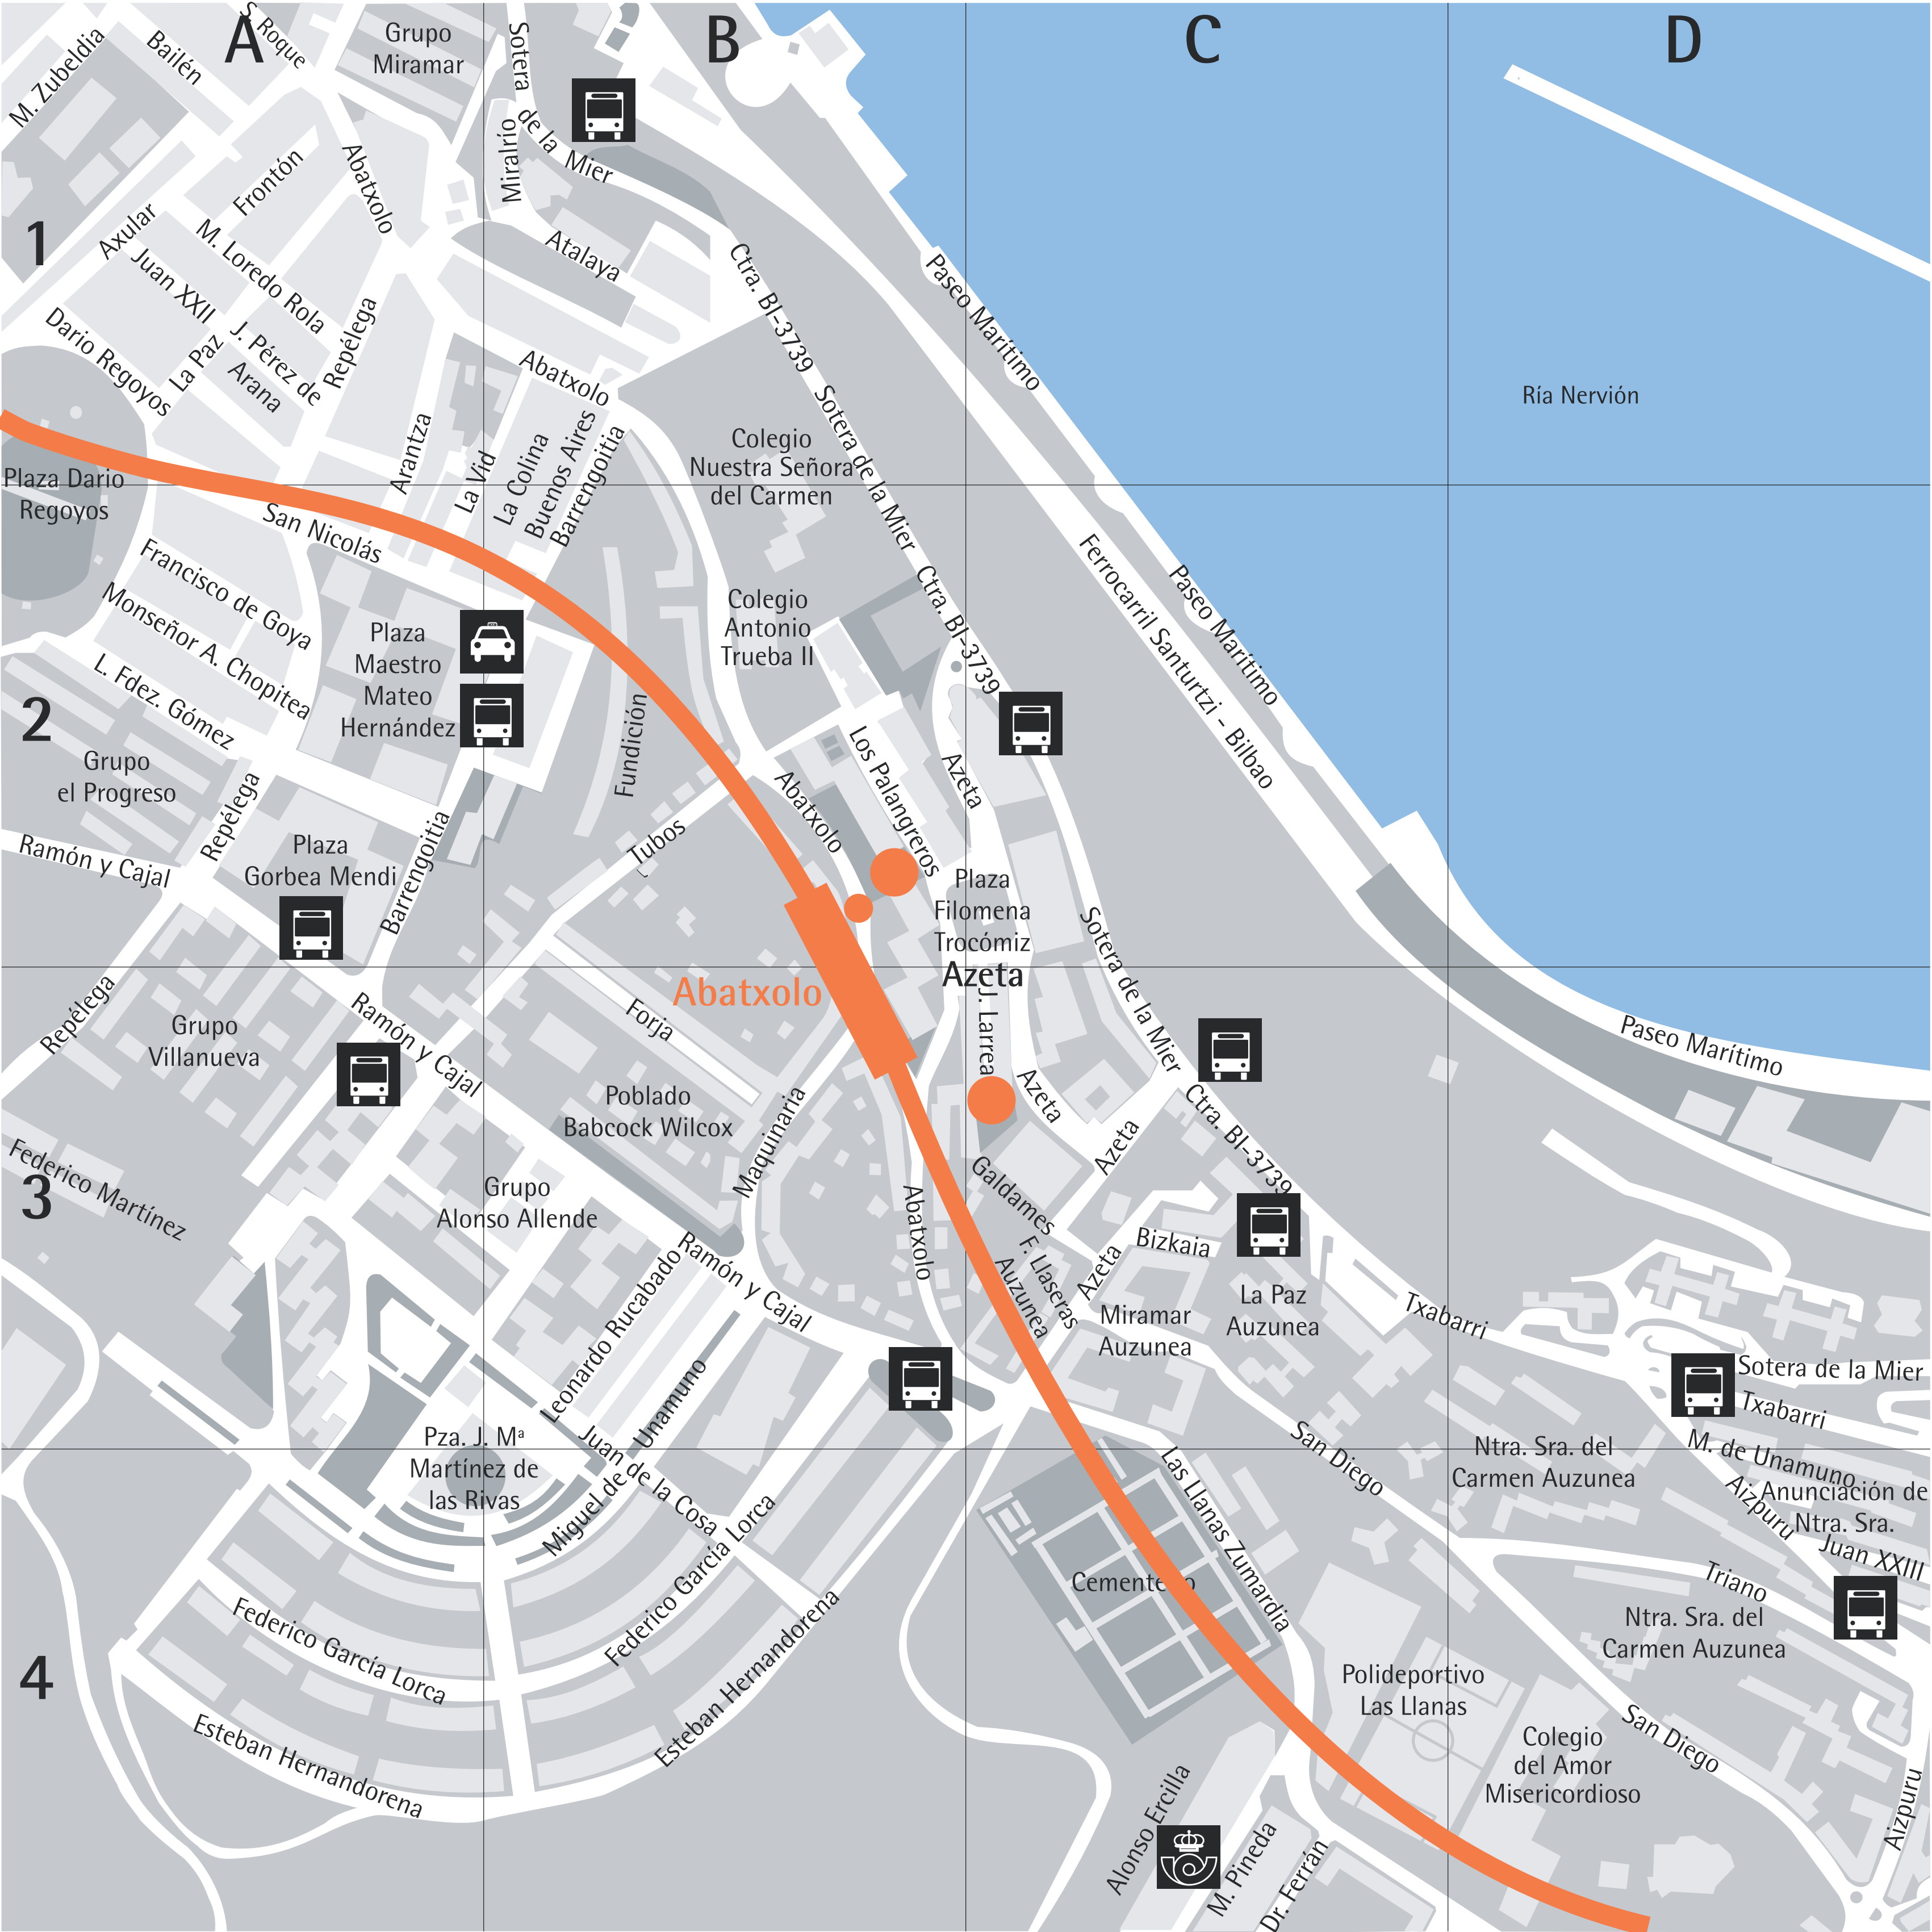 A
B
C
D
1
2
3
4
S. Roque
M. Zubeldia
Bailén
Grupo
Miramar
Sotera
de la
Mier
Miralrío
Frontón
Abatxolo
Axular
M. Loredo Rola
Juan XXII
Atalaya
Dario Regoyos
La Paz
J. Pérez de
Arana
Repélega
Ctra. BI-3739
Paseo Marítimo
Ría Nervión
Abatxolo
Arantza
La Vid
La Colina
Buenos Aires
Barrengoitia
Sotera de la Mier
Colegio
Nuestra Señora
del Carmen
Plaza Dario
Regoyos
San Nicolás
Francisco de Goya
Monseñor A. Chopitea
L. Fdez. Gómez
Plaza
Maestro
Mateo
Hernández
Colegio
Antonio
Trueba II
Ctra. BI-3739
Ferrocarril Santurtzi - Bilbao
Paseo Marítimo
Fundición
Grupo
el Progreso
Repélega
Los Palangreros
Azeta
Abatxolo
Tubos
Ramón y Cajal
Plaza
Gorbea Mendi
Barrengoitia
Plaza
Filomena
Trocómiz
Azeta
Sotera de la Mier
Abatxolo
Repélega
Grupo
Villanueva
Ramón y Cajal
Forja
J. Larrea
Paseo Marítimo
Poblado
Babcock Wilcox
Maquinaria
Azeta
Azeta
Ctra. BI-3739
Federico Martínez
Grupo
Alonso Allende
Abatxolo
Galdames
F. Llaseras
Auzunea
Azeta
Bizkaia
Ramón y Cajal
Leonardo Rucabado
Miramar
Auzunea
La Paz
Auzunea
Txabarri
Sotera de la Mier
Txabarri
Pza. J. Mª
Martínez de
las Rivas
Juan de la Cosa
Miguel de Unamuno
San Diego
Las Llanas Zumardia
Ntra. Sra. del
Carmen Auzunea
M. de Unamuno
Anunciación de
Ntra. Sra.
Aizpuru
Juan XXIII
Triano
Cementerio
Federico García Lorca
Federico García Lorca
Esteban Hernandorena
Esteban Hernandorena
Ntra. Sra. del
Carmen Auzunea
Polideportivo
Las Llanas
Colegio
del Amor
Misericordioso
San Diego
Aizpuru
Alonso Ercilla
M. Pineda
Dr. Ferrán